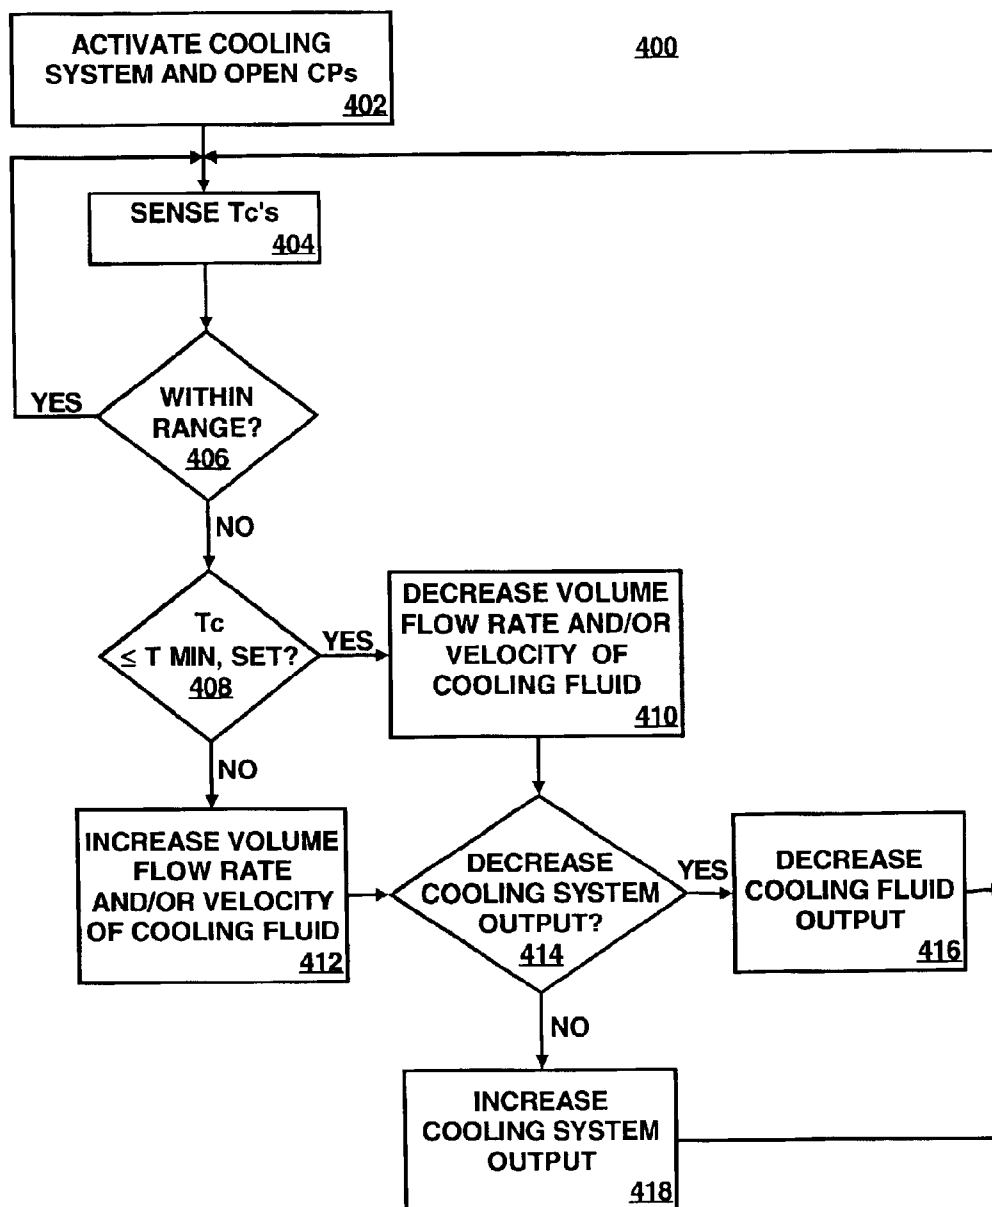 ACTIVATE COOLING
SYSTEM AND OPEN CPs
402
400
SENSE Tc's
404
YES
WITHIN
RANGE?
406
NO
Tc
≤ T MIN, SET?
408
YES
DECREASE VOLUME
FLOW RATE AND/OR
VELOCITY OF
COOLING FLUID
410
NO
INCREASE VOLUME
FLOW RATE
AND/OR VELOCITY
OF COOLING FLUID
412
DECREASE
COOLING SYSTEM
OUTPUT?
414
YES
DECREASE
COOLING FLUID
OUTPUT
416
NO
INCREASE
COOLING SYSTEM
OUTPUT
418